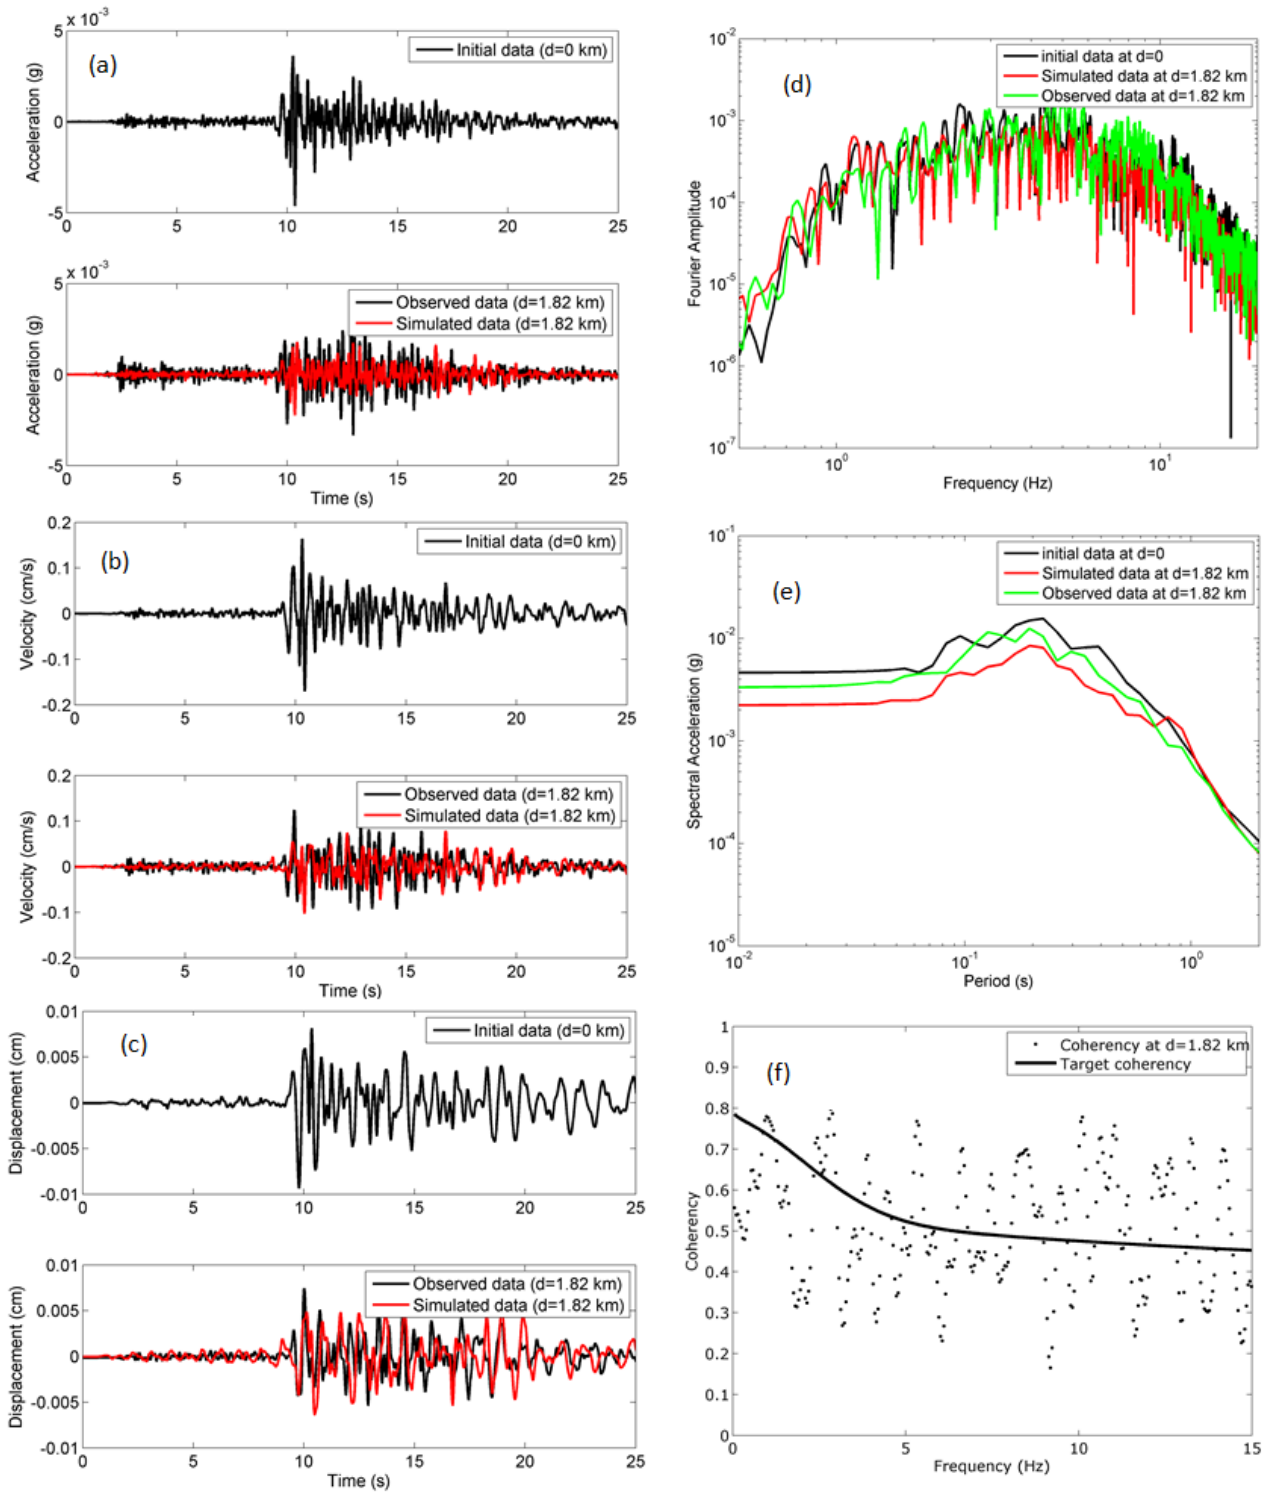 5 x 10-3
(a)
Initial data (d=0 km)
Acceleration (g)
0
-5
0 5 10 15 20 25
5 x 10-3
Observed data (d=1.82 km)
Simulated data (d=1.82 km)
Acceleration (g)
0
-5
0 5 10 15 20 25
Time (s)
0.2
(b)
Initial data (d=0 km)
0.1
Velocity (cm/s)
0
-0.1
-0.2
0 5 10 15 20 25
0.2
Observed data (d=1.82 km)
Simulated data (d=1.82 km)
0.1
Velocity (cm/s)
0
-0.1
-0.2
0 5 10 15 20 25
Time (s)
0.01
(c)
Initial data (d=0 km)
0.005
Displacement (cm)
0
-0.005
-0.01
0 5 10 15 20 25
0.01
Observed data (d=1.82 km)
Simulated data (d=1.82 km)
0.005
Displacement (cm)
0
-0.005
-0.01
0 5 10 15 20 25
Time (s)
10-2
(d)
initial data at d=0
Simulated data at d=1.82 km
Observed data at d=1.82 km
10-3
10-4
Fourier Amplitude
10-5
10-6
10-7
100 101
Frequency (Hz)
10-1
(e)
initial data at d=0
Simulated data at d=1.82 km
Observed data at d=1.82 km
10-2
Spectral Acceleration (g)
10-3
10-4
10-5
10-2 10-1 100
Period (s)
1
(f)
Coherency at d=1.82 km
Target coherency
0.9
0.8
0.7
0.6
0.5
Coherency
0.4
0.3
0.2
0.1
0
0 5 10 15
Frequency (Hz)